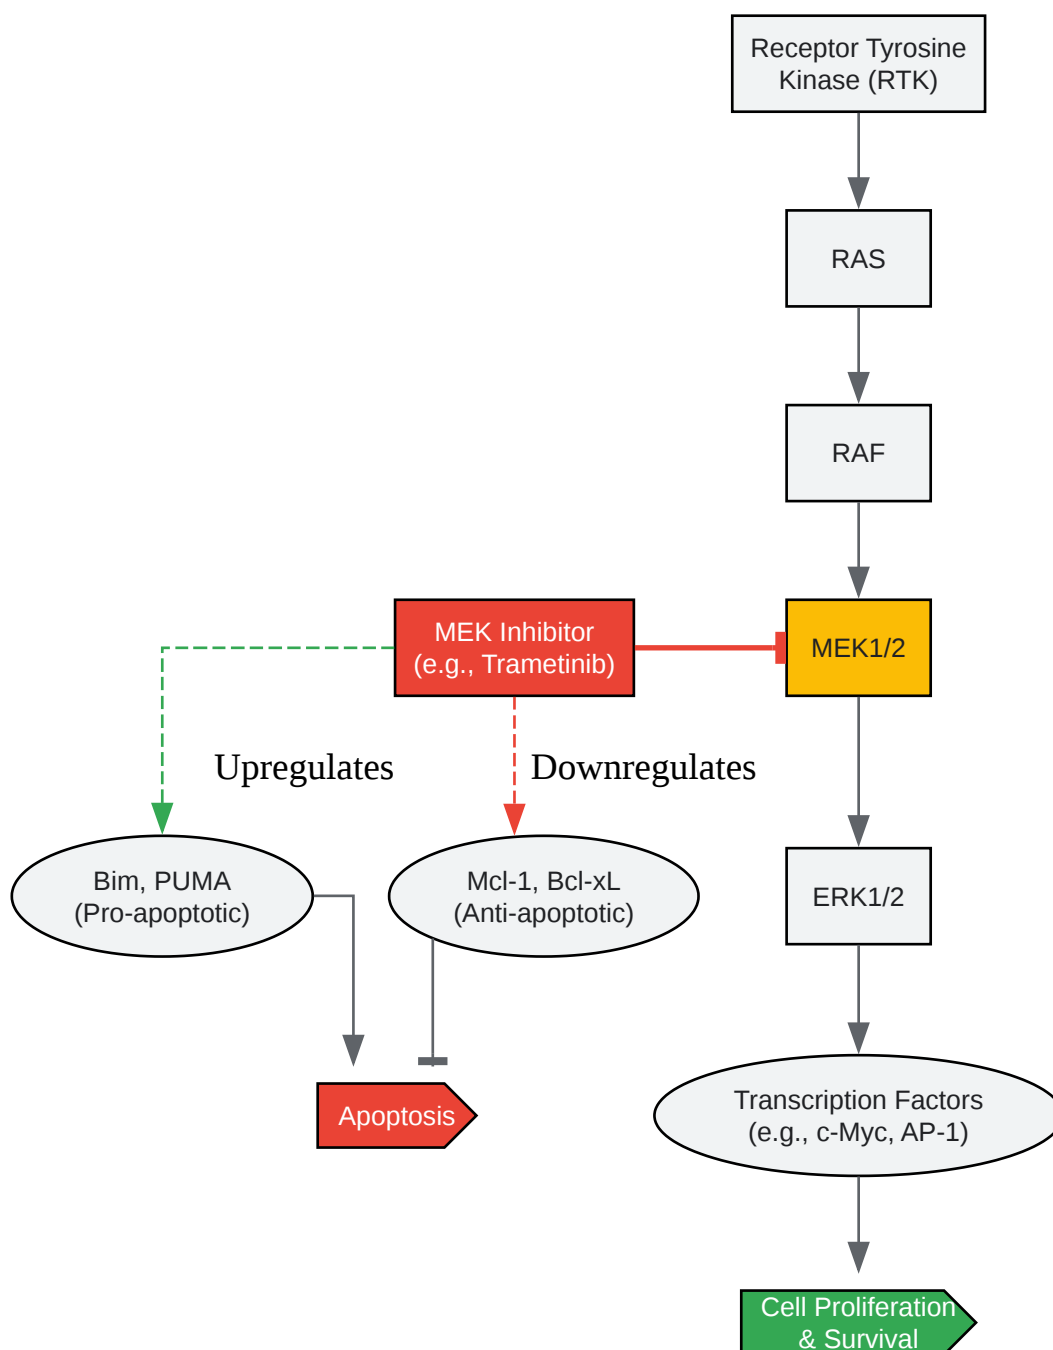 Receptor Tyrosine
Kinase (RTK)
RAS
RAF
MEK Inhibitor
(e.g., Trametinib)
MEK1/2
Upregulates
Downregulates
Bim, PUMA
(Pro-apoptotic)
Mcl-1, Bcl-xL
(Anti-apoptotic)
ERK1/2
Apoptosis
Transcription Factors
(e.g., c-Myc, AP-1)
Cell Proliferation
& Survival